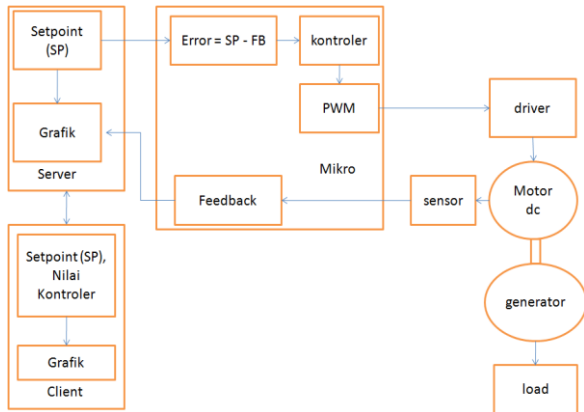 Setpoint
(SP)
Error = SP - FB
kontroler
Grafik
PWM
driver
Server
Mikro
Feedback
sensor
Motor
dc
Setpoint (SP),
Nilai
Kontroler
generator
Grafik
Client
load